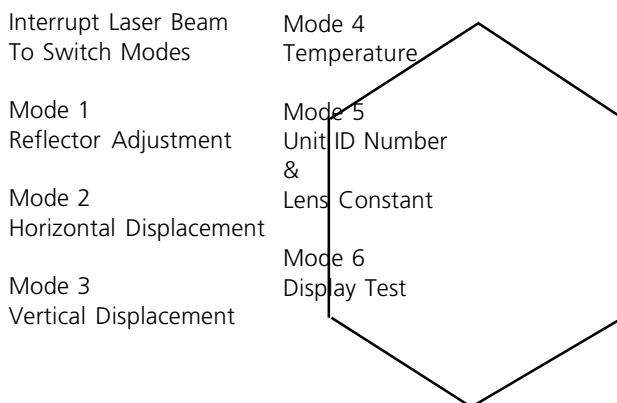 Interrupt Laser Beam
To Switch Modes
Mode 1
Reflector Adjustment
Mode 2
Horizontal Displacement
Mode 3
Vertical Displacement
Mode 4
Temperature
Mode 5
Unit ID Number
&
Lens Constant
Mode 6
Display Test